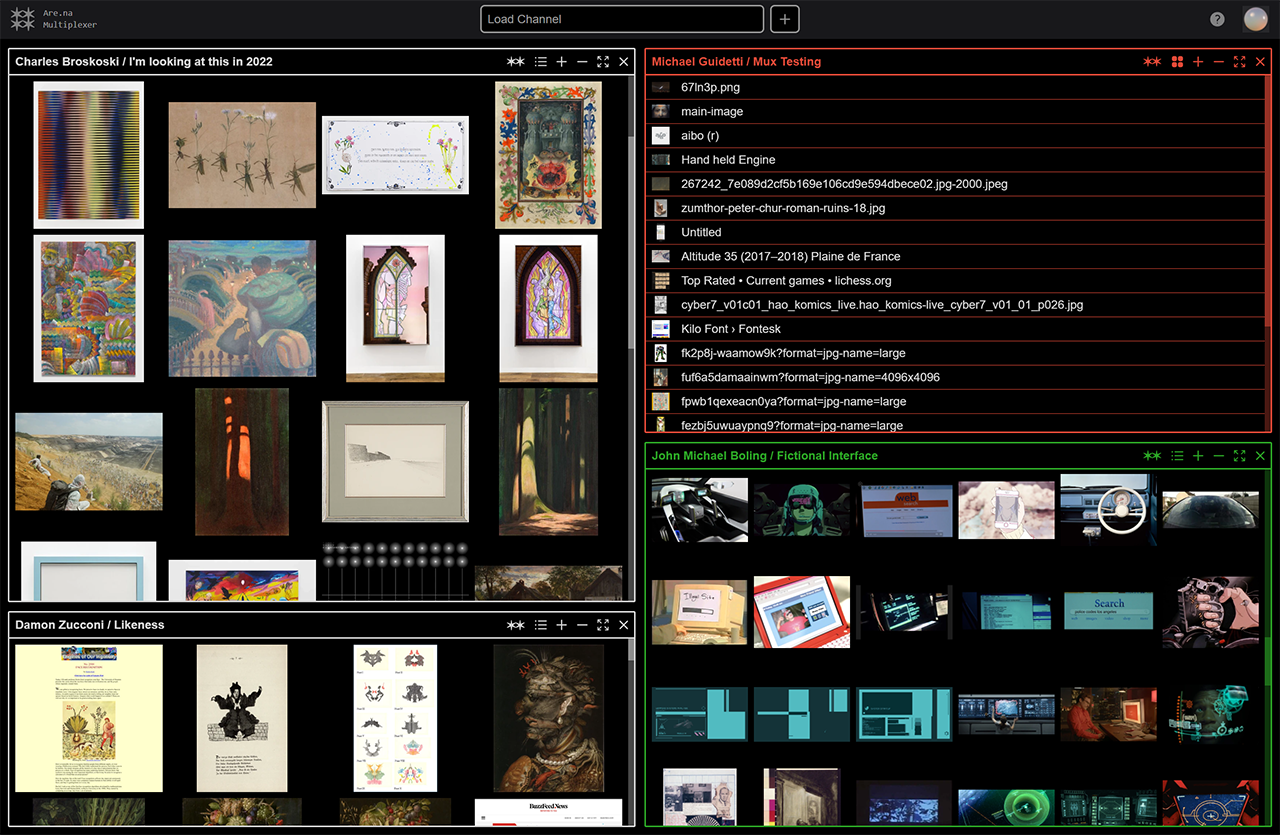 Are.na
Multiplexer
Load Channel
?
Charles Broskoski / I'm looking at this in 2022
Damon Zucconi / Likeness
BuzzFeed News
Michael Guidetti / Mux Testing
67ln3p.png
main-image
aibo (r)
Hand held Engine
267242_7e089d2cf5b169e106cd9e594dbece02.jpg-2000.jpeg
zumthor-peter-chur-roman-ruins-18.jpg
Untitled
Altitude 35 (2017–2018) Plaine de France
Top Rated • Current games • lichess.org
cyber7_v01c01_hao_komics_live.hao_komics-live_cyber7_v01_01_p026.jpg
Kilo Font › Fontesk
fk2p8j-waamow9k?format=jpg-name=large
fuf6a5damaainwm?format=jpg-name=4096x4096
fpwb1qexeacn0ya?format=jpg-name=large
fezbj5uwuaypnq9?format=jpg-name=large
John Michael Boling / Fictional Interface
web
Search